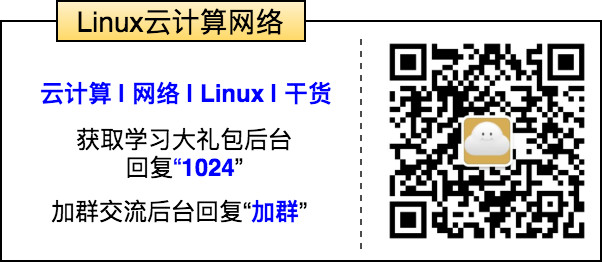 Linux云计算网络
云计算 l 网络 l Linux l 干货
获取学习大礼包后台
回复“1024”
加群交流后台回复“加群”